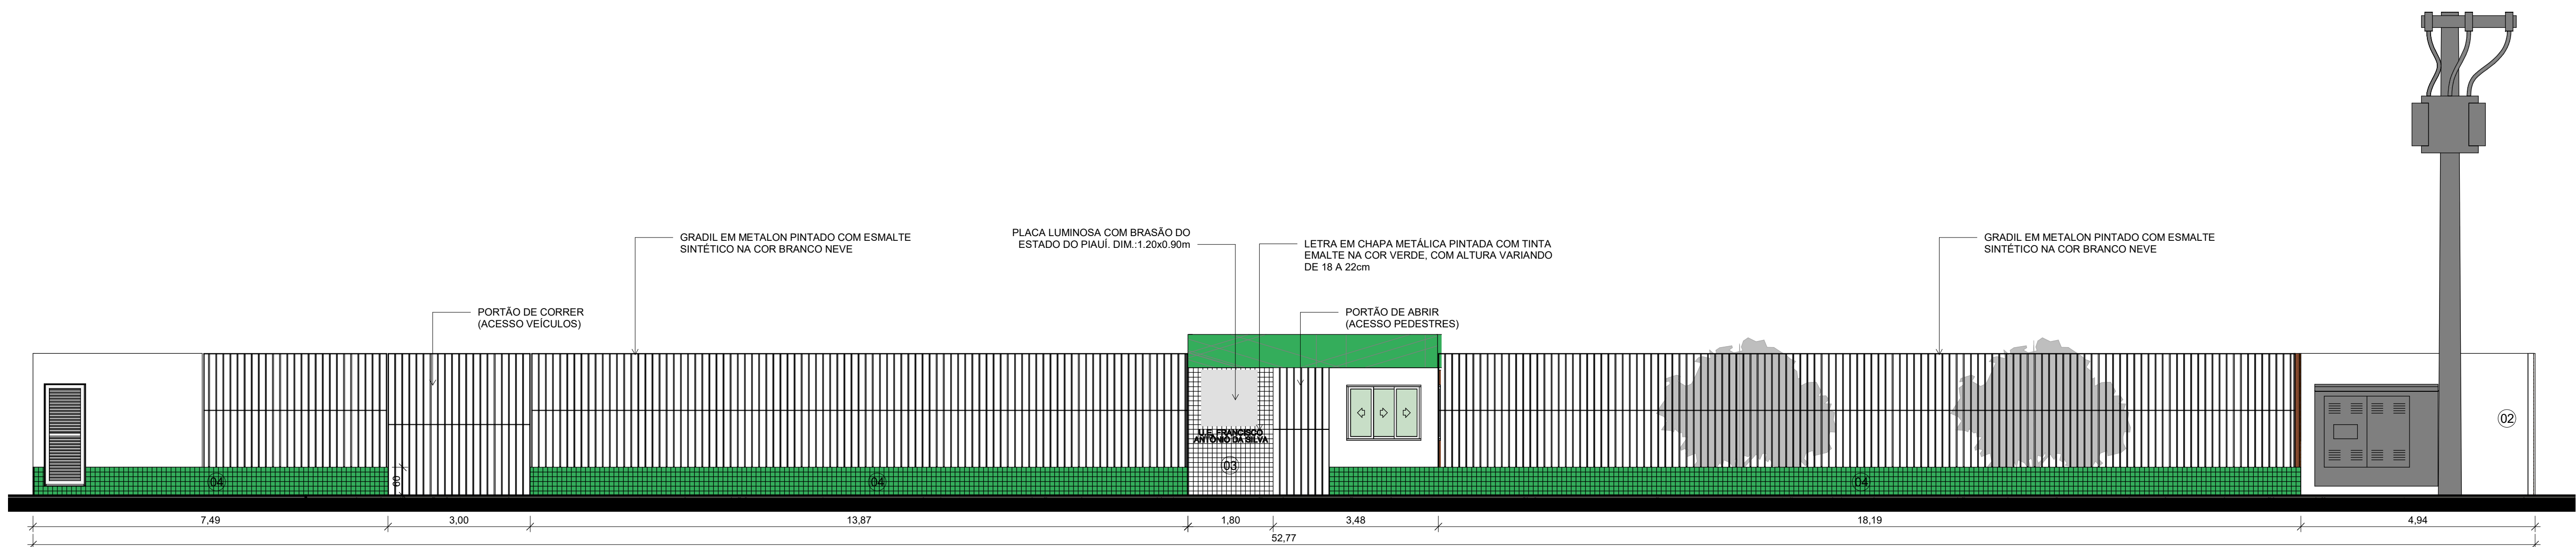 PLACA LUMINOSA COM BRASÃO DO
ESTADO DO PIAUÍ. DIM.:1.20x0.90m
GRADIL EM METALON PINTADO COM ESMALTE
SINTÉTICO NA COR BRANCO NEVE
LETRA EM CHAPA METÁLICA PINTADA COM TINTA
EMALTE NA COR VERDE, COM ALTURA VARIANDO
DE 18 A 22cm
GRADIL EM METALON PINTADO COM ESMALTE
SINTÉTICO NA COR BRANCO NEVE
PORTÃO DE CORRER
(ACESSO VEÍCULOS)
PORTÃO DE ABRIR
(ACESSO PEDESTRES)
U.E. FRANCISCO
ANTONIO DA SILVA
02
03
04
60
04
04
7,49
3,00
13,87
1,80
3,48
18,19
4,94
52,77